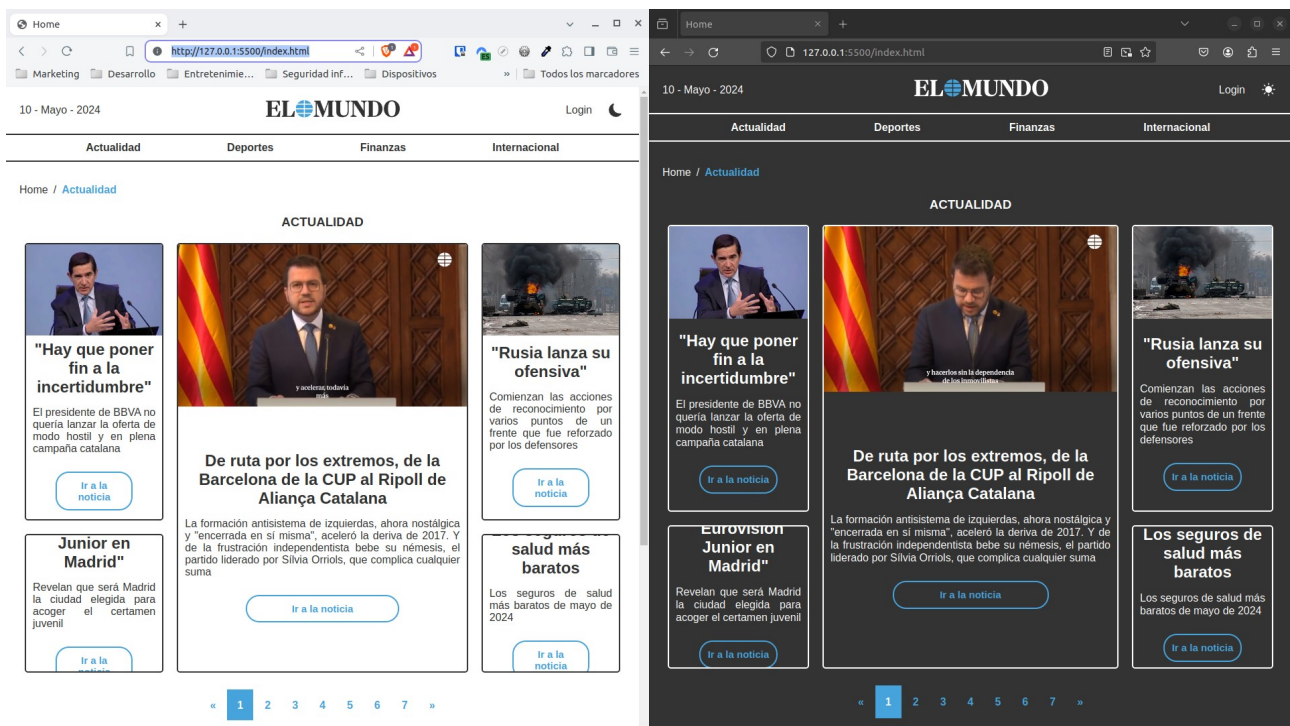 Home
http://127.0.0.1:5500/index.html
ES
Marketing Desarrollo Entretenimie... Seguridad inf... Dispositivos » Todos los marcadores
10 - Mayo - 2024
EL MUNDO
Login
Actualidad Deportes Finanzas Internacional
Home / Actualidad
ACTUALIDAD
"Hay que poner
fin a la
incertidumbre"
El presidente de BBVA no
quería lanzar la oferta de
modo hostil y en plena
campaña catalana
Ir a la
noticia
Junior en
Madrid"
Revelan que será Madrid
la ciudad elegida para
acoger el certamen
juvenil
Ir a la
noticia
y acelerar, todavía
más
De ruta por los extremos, de la
Barcelona de la CUP al Ripoll de
Aliança Catalana
La formación antisistema de izquierdas, ahora nostálgica
y "encerrada en sí misma", aceleró la deriva de 2017. Y
de la frustración independentista bebe su némesis, el
partido liderado por Sílvia Orriols, que complica cualquier
suma
Ir a la noticia
"Rusia lanza su
ofensiva"
Comienzan las acciones
de reconocimiento por
varios puntos de un
frente que fue reforzado
por los defensores
Ir a la
noticia
Los seguros de
salud más
baratos
Los seguros de salud
más baratos de mayo de
2024
Ir a la
noticia
« 1 2 3 4 5 6 7 »
Home
127.0.0.1:5500/index.html
10 - Mayo - 2024
EL MUNDO
Login
Actualidad Deportes Finanzas Internacional
Home / Actualidad
ACTUALIDAD
"Hay que poner
fin a la
incertidumbre"
El presidente de BBVA no
quería lanzar la oferta de
modo hostil y en plena
campaña catalana
Ir a la noticia
Eurovisión
Junior en
Madrid"
Revelan que será Madrid
la ciudad elegida para
acoger el certamen juvenil
Ir a la noticia
y hacerlos sin la dependencia
de los inmovilistas
De ruta por los extremos, de la
Barcelona de la CUP al Ripoll de
Aliança Catalana
La formación antisistema de izquierdas, ahora nostálgica y
"encerrada en sí misma", aceleró la deriva de 2017. Y de
la frustración independentista bebe su némesis, el partido
liderado por Sílvia Orriols, que complica cualquier suma
Ir a la noticia
"Rusia lanza su
ofensiva"
Comienzan las acciones
de reconocimiento por
varios puntos de un frente
que fue reforzado por los
defensores
Ir a la noticia
Los seguros de
salud más
baratos
Los seguros de salud más
baratos de mayo de 2024
Ir a la noticia
« 1 2 3 4 5 6 7 »